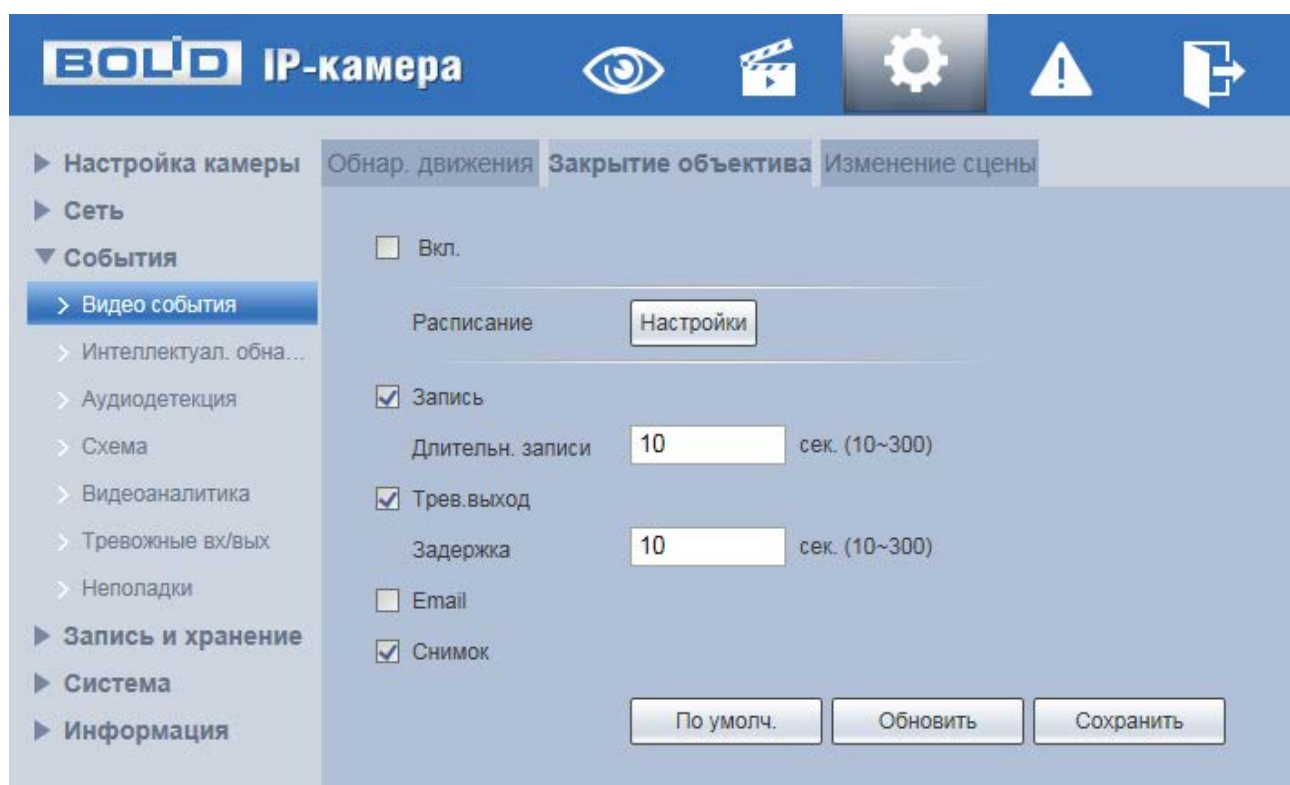 BOLID IP-камера
Настройка камеры
Сеть
События
Видео события
Интеллектуал. обна...
Аудиодетекция
Схема
Видеоаналитика
Тревожные вх/вых
Неполадки
Запись и хранение
Система
Информация
Обнар. движения Закрытие объектива Изменение сцены
Вкл.
Расписание Настройки
Запись
Длительн. записи 10 сек. (10~300)
Трев.выход
Задержка 10 сек. (10~300)
Email
Снимок
По умолч. Обновить Сохранить